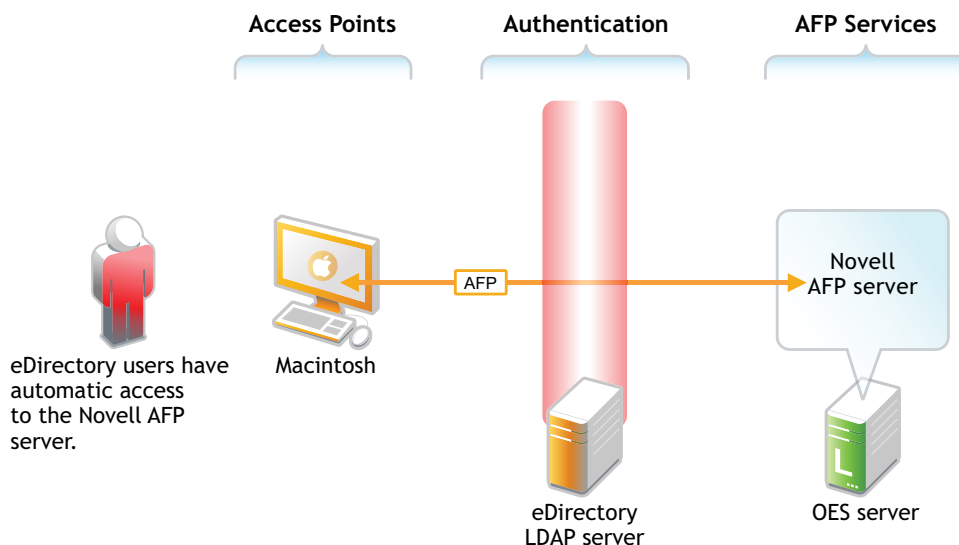 Access Points
Authentication
AFP Services
AFP
Novell
AFP server
eDirectory users have
automatic access
to the Novell AFP
server.
Macintosh
eDirectory
LDAP server
L
OES server